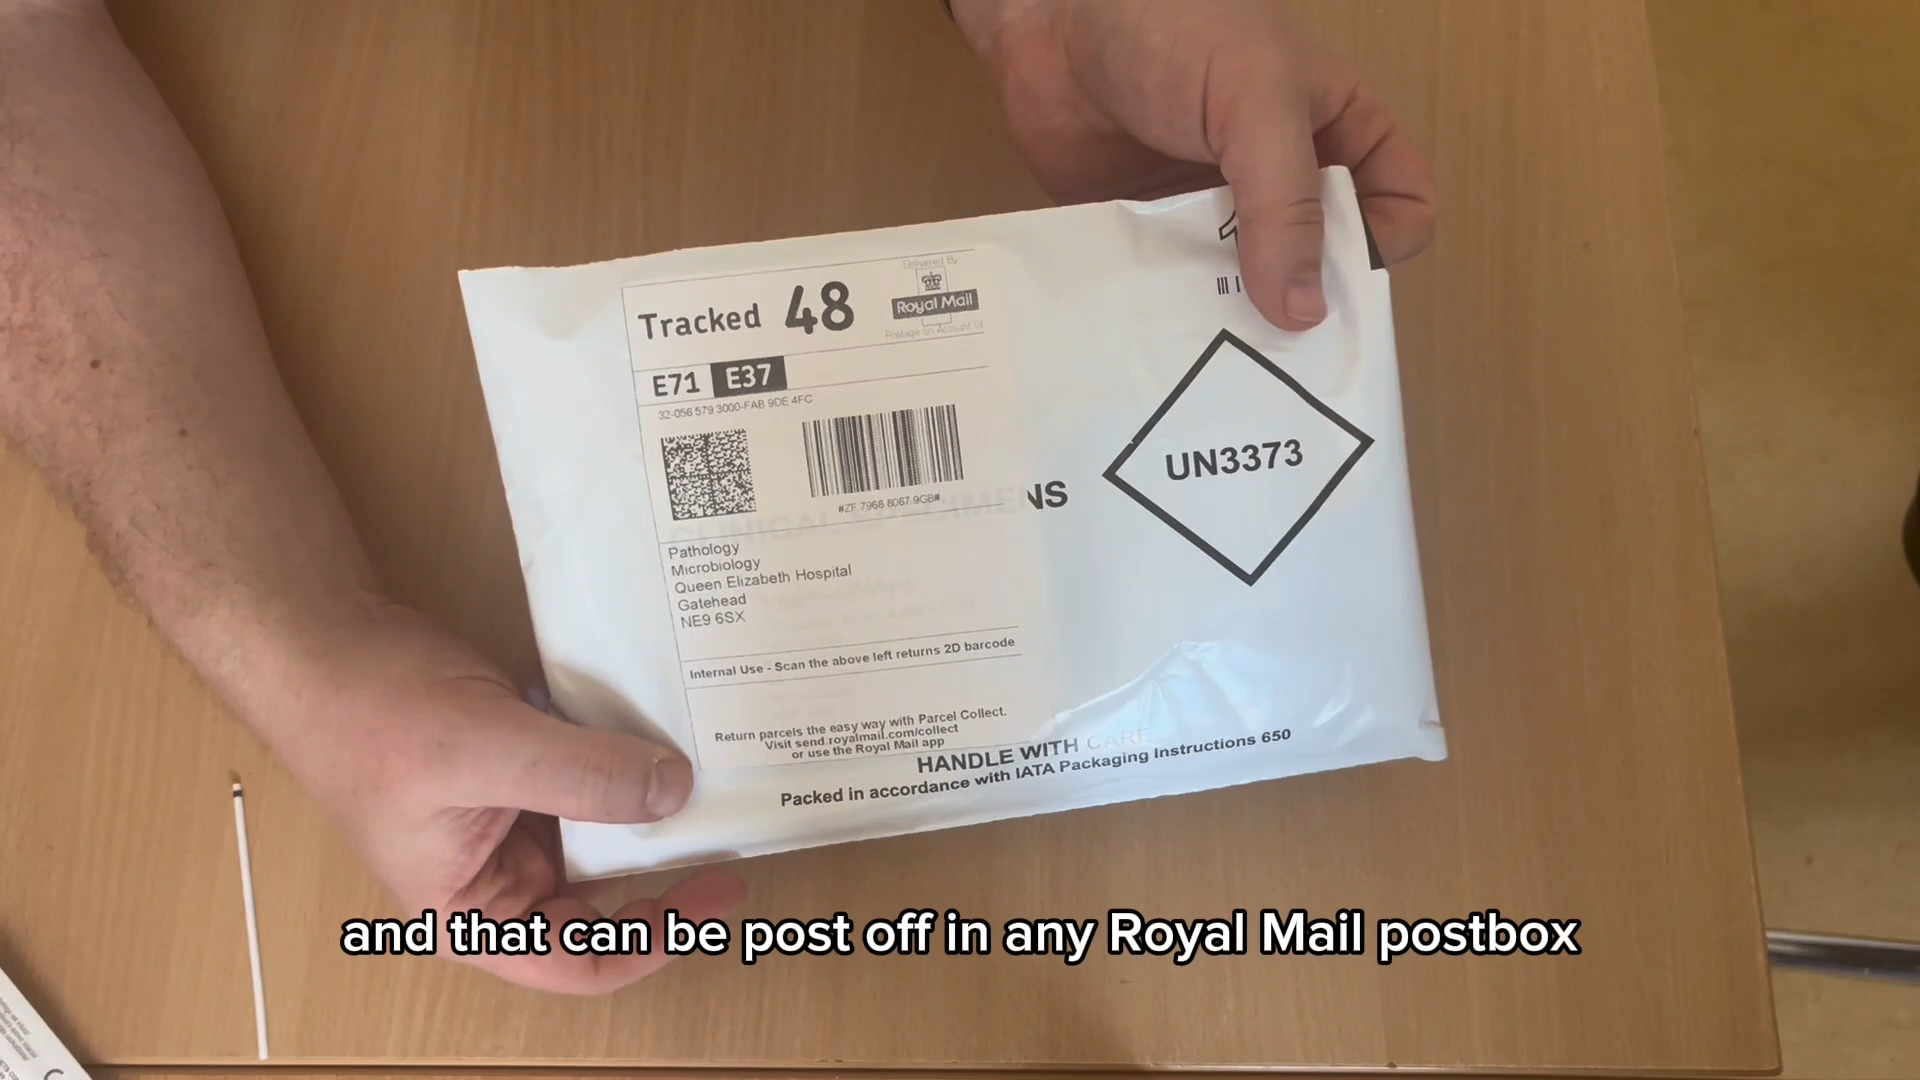 Tracked 48
Delivered By
Royal Mail
Postage on Account
E71 E37
32-056 579 3000-FAB 9DE 4FC
#ZF 7968 8067 9GB#
CLINICAL SPECIMENS
UN3373
Pathology
Microbiology
Queen Elizabeth Hospital
Gatehead
NE9 6SX
Internal Use - Scan the above left returns 2D barcode
Return parcels the easy way with Parcel Collect.
Visit send.royalmail.com/collect
or use the Royal Mail app
HANDLE WITH CARE
Packed in accordance with IATA Packaging Instructions 650
and that can be post off in any Royal Mail postbox